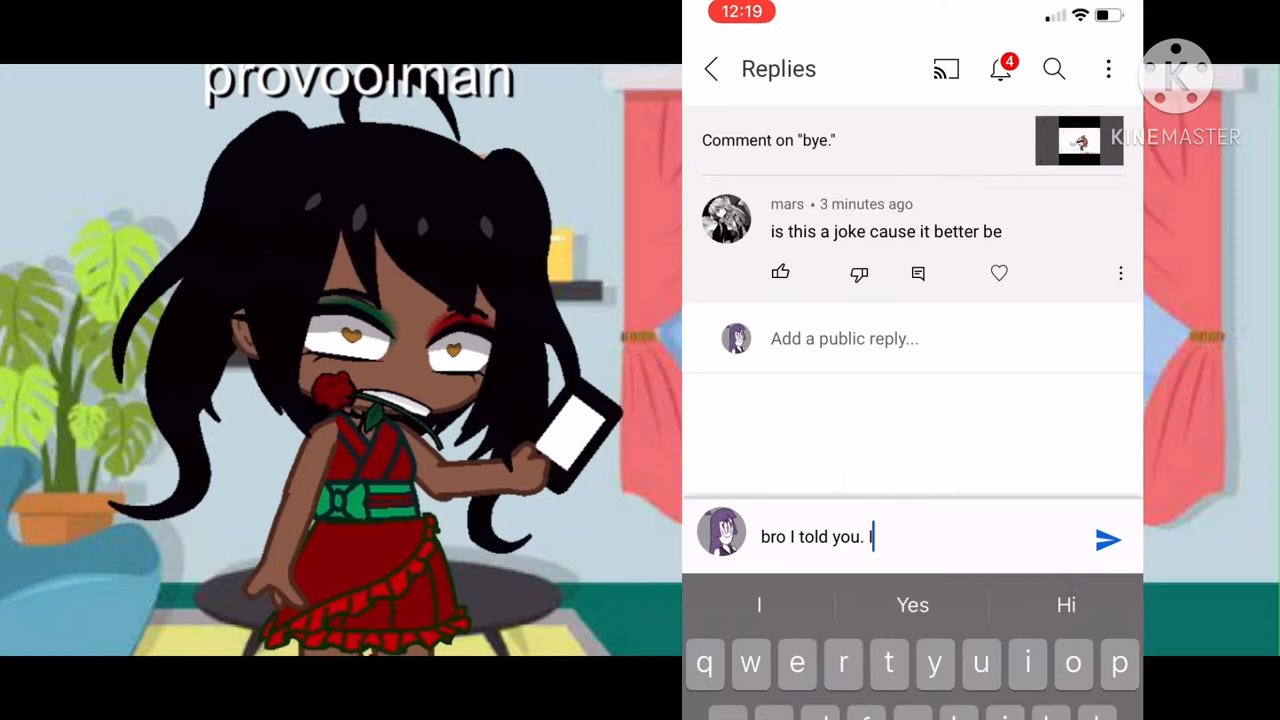 provoolman
12:19
Replies
4
Comment on "bye."
mars • 3 minutes ago
is this a joke cause it better be
Add a public reply...
bro I told you. I
I Yes Hi
q w e r t y u i o p
K
KINEMASTER